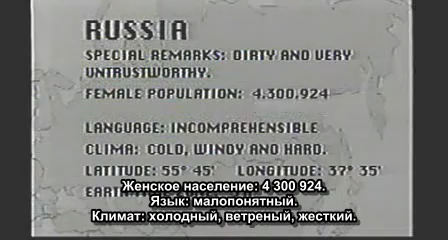 RUSSIA
SPECIAL REMARKS: DIRTY AND VERY
UNTRUSTWORTHY.
FEMALE POPULATION: 4.300.924
LANGUAGE: INCOMPREHENSIBLE
CLIMA: COLD, WINDY AND HARD.
LATITUDE: 55° 45' LONGITUDE: 37° 35'
EARTH
Женское население: 4 300 924.
Язык: малопонятный.
Климат: холодный, ветреный, жесткий.